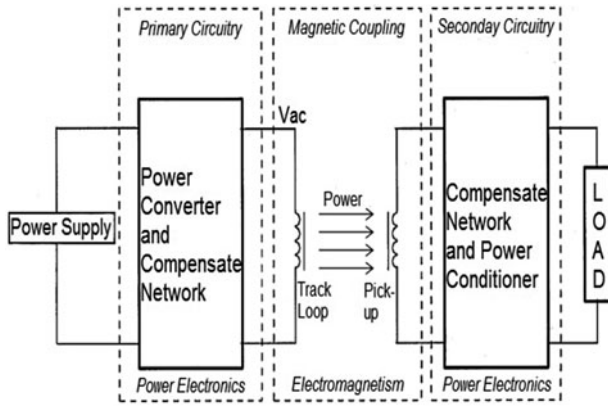 Primary Circuitry
Magnetic Coupling
Seconday Circuitry
Vac
Power Supply
Power
Converter
and
Compensate
Network
Power
Track
Loop
Pick-
up
Compensate
Network
and Power
Conditioner
L
O
A
D
Power Electronics
Electromagnetism
Power Electronics